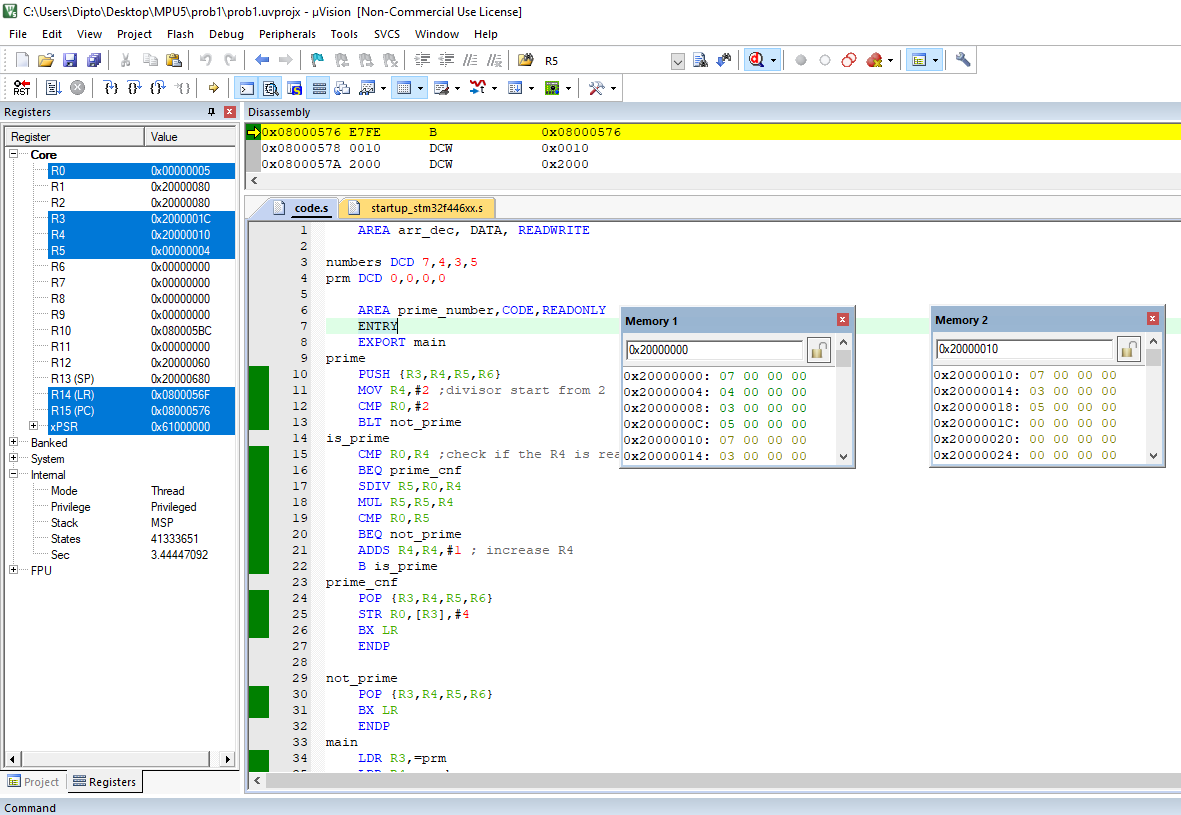 C:\Users\Dipto\Desktop\MPU5\prob1\prob1.uvprojx - µVision [Non-Commercial Use License]
File Edit View Project Flash Debug Peripherals Tools SVCS Window Help
R5
RST
Registers
Register Value
Core
R0 0x00000005
R1 0x20000080
R2 0x20000080
R3 0x2000001C
R4 0x20000010
R5 0x00000004
R6 0x00000000
R7 0x00000000
R8 0x00000000
R9 0x00000000
R10 0x080005BC
R11 0x00000000
R12 0x20000060
R13 (SP) 0x20000680
R14 (LR) 0x0800056F
R15 (PC) 0x08000576
xPSR 0x61000000
Banked
System
Internal
Mode Thread
Privilege Privileged
Stack MSP
States 41333651
Sec 3.44447092
FPU
Project Registers
Disassembly
0x08000576 E7FE B 0x08000576
0x08000578 0010 DCW 0x0010
0x0800057A 2000 DCW 0x2000
code.s startup_stm32f446xx.s
1 AREA arr_dec, DATA, READWRITE
2
3 numbers DCD 7,4,3,5
4 prm DCD 0,0,0,0
5
6 AREA prime_number,CODE,READONLY
7 ENTRY
8 EXPORT main
9 prime
10 PUSH {R3,R4,R5,R6}
11 MOV R4,#2 ;divisor start from 2
12 CMP R0,#2
13 BLT not_prime
14 is_prime
15 CMP R0,R4 ;check if the R4 is rea
16 BEQ prime_cnf
17 SDIV R5,R0,R4
18 MUL R5,R5,R4
19 CMP R0,R5
20 BEQ not_prime
21 ADDS R4,R4,#1 ; increase R4
22 B is_prime
23 prime_cnf
24 POP {R3,R4,R5,R6}
25 STR R0,[R3],#4
26 BX LR
27 ENDP
28
29 not_prime
30 POP {R3,R4,R5,R6}
31 BX LR
32 ENDP
33 main
34 LDR R3,=prm
Memory 1
0x20000000
0x20000000: 07 00 00 00
0x20000004: 04 00 00 00
0x20000008: 03 00 00 00
0x2000000C: 05 00 00 00
0x20000010: 07 00 00 00
0x20000014: 03 00 00 00
Memory 2
0x20000010
0x20000010: 07 00 00 00
0x20000014: 03 00 00 00
0x20000018: 05 00 00 00
0x2000001C: 00 00 00 00
0x20000020: 00 00 00 00
0x20000024: 00 00 00 00
Command